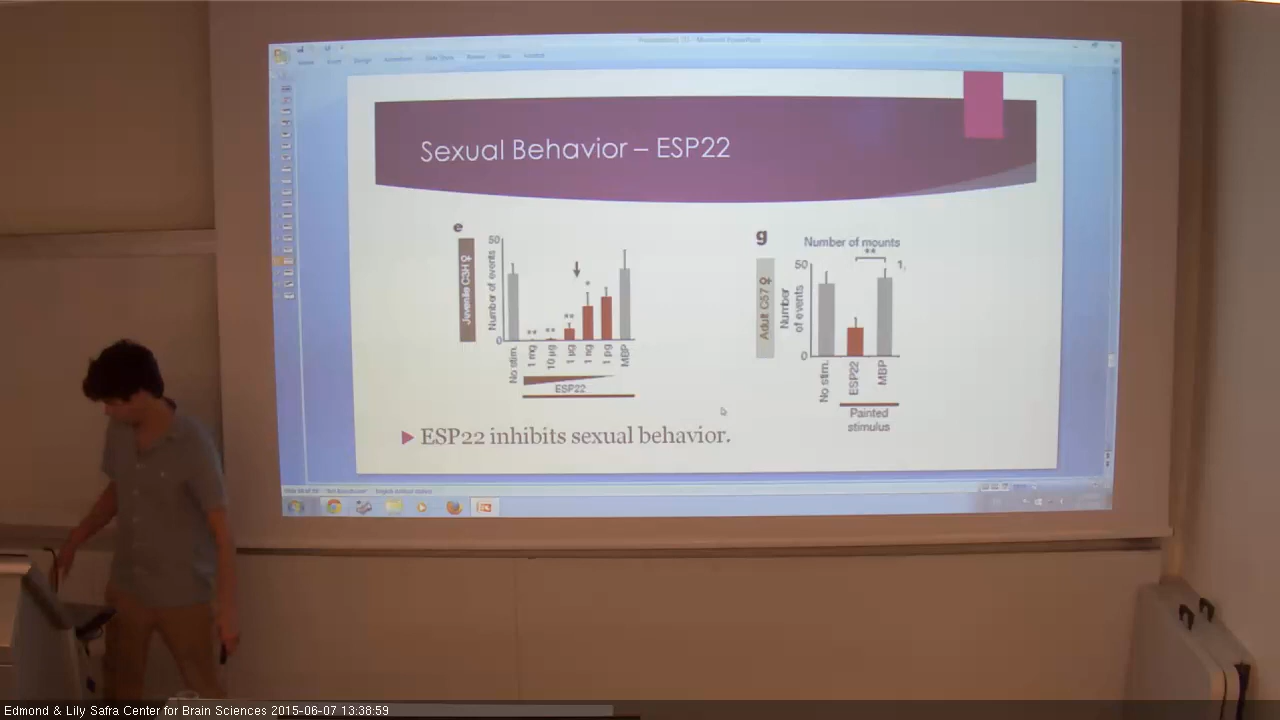 Sexual Behavior – ESP22
e
Juvenile C3H ♀
Number of events
50
0
**
**
**
*
No stim.
1 mg
10 µg
1 µg
1 ng
1 pg
MBP
ESP22
g
Number of mounts
**
Adult C57 ♀
Number of events
50
0
1,
No stim.
ESP22
MBP
Painted
stimulus
ESP22 inhibits sexual behavior.
Edmond & Lily Safra Center for Brain Sciences 2015-06-07 13:38:59